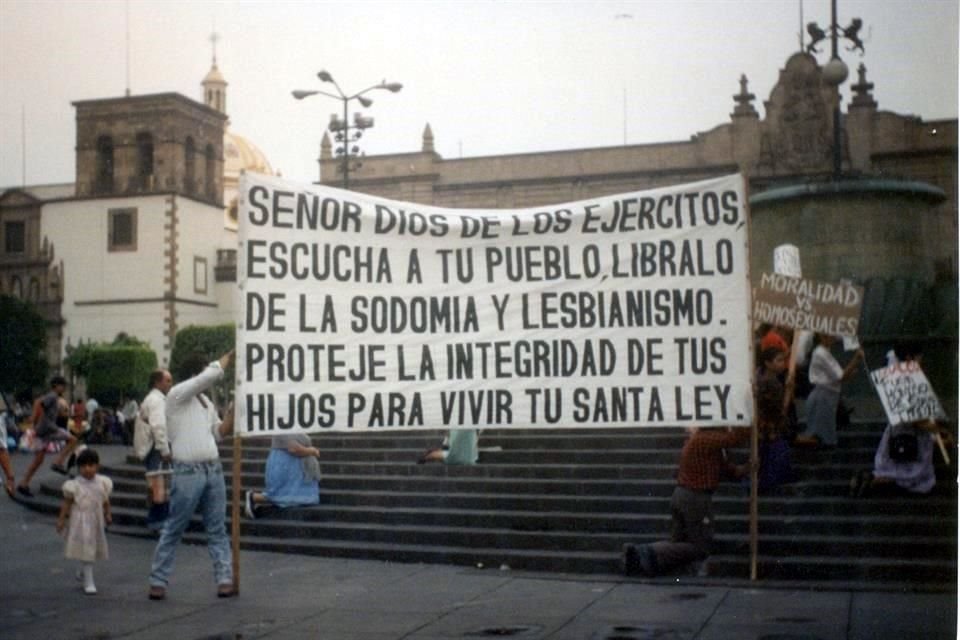 SEÑOR DIOS DE LOS EJERCITOS,
ESCUCHA A TU PUEBLO, LIBRALO
DE LA SODOMIA Y LESBIANISMO.
PROTEJE LA INTEGRIDAD DE TUS
HIJOS PARA VIVIR TU SANTA LEY.
MORALIDAD
VS
HOMOSEXUALES